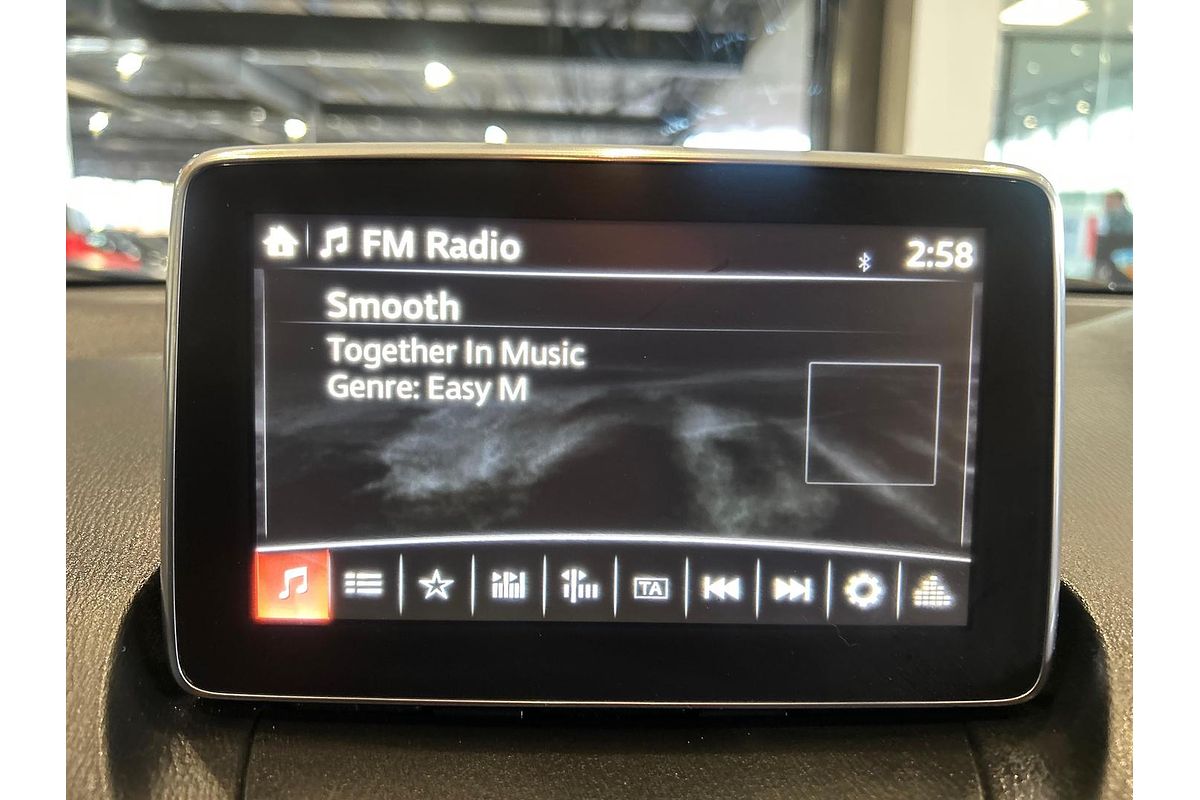 FM Radio
2:58
Smooth
Together In Music
Genre: Easy M
TA